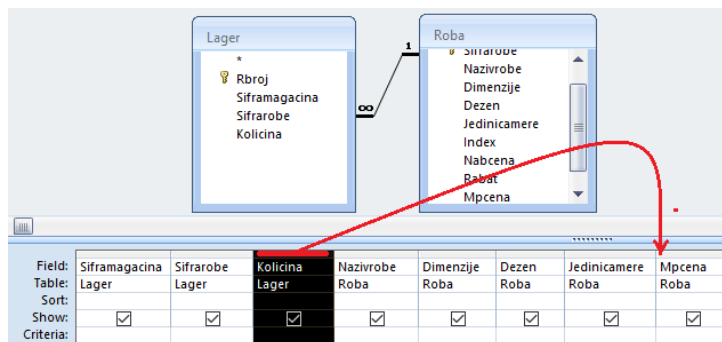 Lager
*
Rbroj
Siframagacina
Sifrarobe
Kolicina
1
∞
Roba
Sifrarobe
Nazivrobe
Dimenzije
Dezen
Jedinicamere
Index
Nabcena
Rabat
Mpcena
Field: Siframagacina Sifrarobe Kolicina Nazivrobe Dimenzije Dezen Jedinicamere Mpcena
Table: Lager Lager Lager Roba Roba Roba Roba Roba
Sort:
Show:
Criteria: